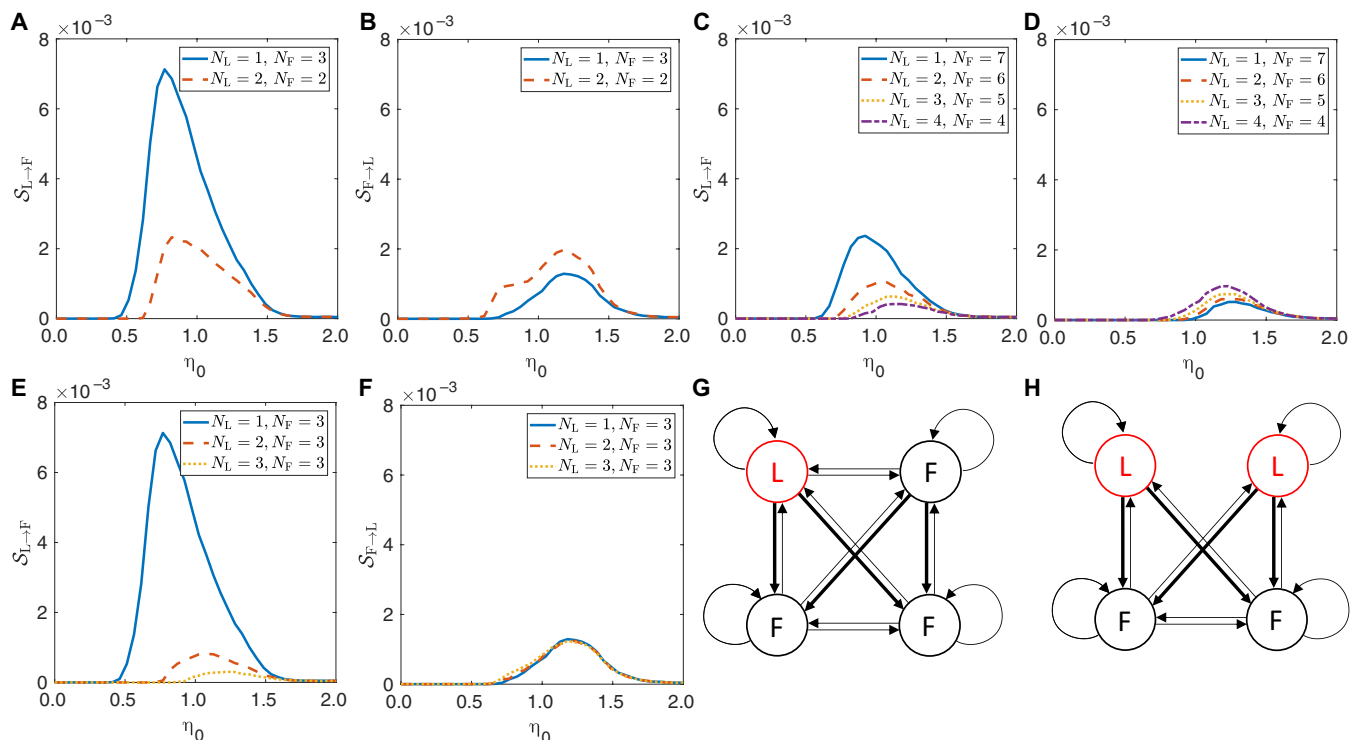 A
×10⁻³
8
6
4
2
0
0.0 0.5 1.0 1.5 2.0
𝒮L→F
η₀
N_L = 1, N_F = 3
N_L = 2, N_F = 2
B
×10⁻³
8
6
4
2
0
0.0 0.5 1.0 1.5 2.0
𝒮F→L
η₀
N_L = 1, N_F = 3
N_L = 2, N_F = 2
C
×10⁻³
8
6
4
2
0
0.0 0.5 1.0 1.5 2.0
𝒮L→F
η₀
N_L = 1, N_F = 7
N_L = 2, N_F = 6
N_L = 3, N_F = 5
N_L = 4, N_F = 4
D
×10⁻³
8
6
4
2
0
0.0 0.5 1.0 1.5 2.0
𝒮F→L
η₀
N_L = 1, N_F = 7
N_L = 2, N_F = 6
N_L = 3, N_F = 5
N_L = 4, N_F = 4
E
×10⁻³
8
6
4
2
0
0.0 0.5 1.0 1.5 2.0
𝒮L→F
η₀
N_L = 1, N_F = 3
N_L = 2, N_F = 3
N_L = 3, N_F = 3
F
×10⁻³
8
6
4
2
0
0.0 0.5 1.0 1.5 2.0
𝒮F→L
η₀
N_L = 1, N_F = 3
N_L = 2, N_F = 3
N_L = 3, N_F = 3
G
L F
F F
H
L L
F F